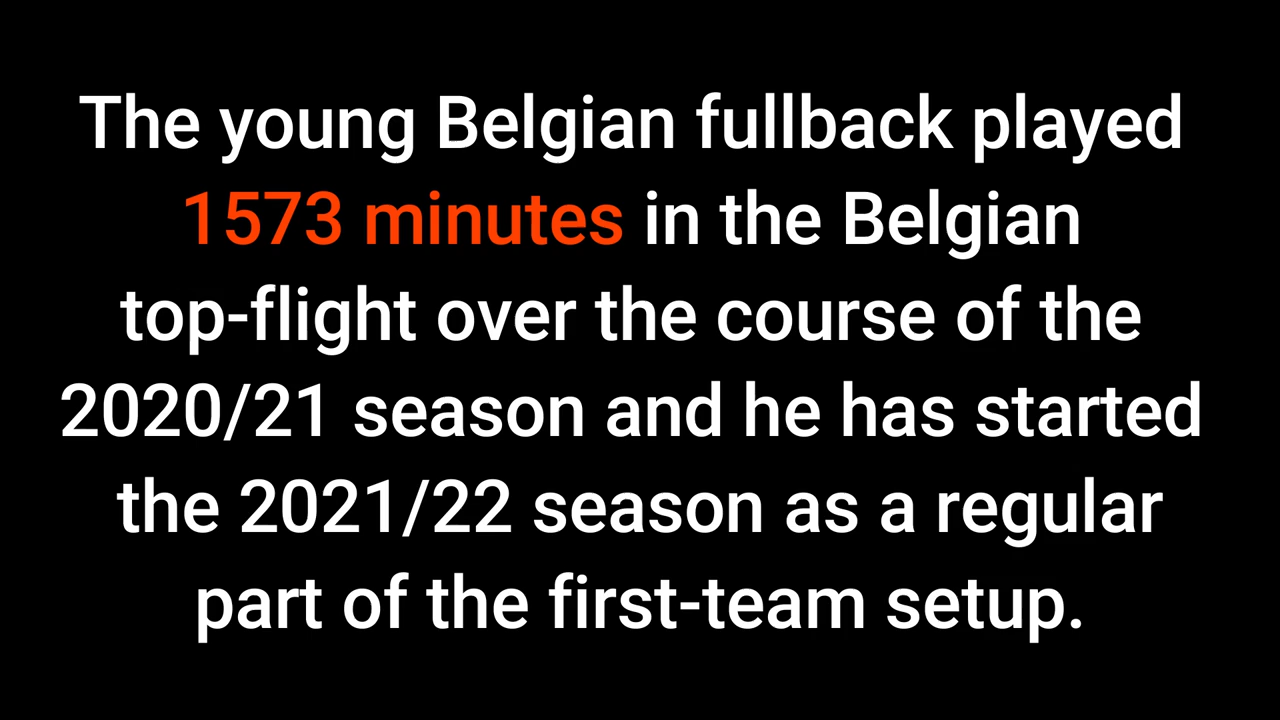 The young Belgian fullback played
1573 minutes in the Belgian
top-flight over the course of the
2020/21 season and he has started
the 2021/22 season as a regular
part of the first-team setup.